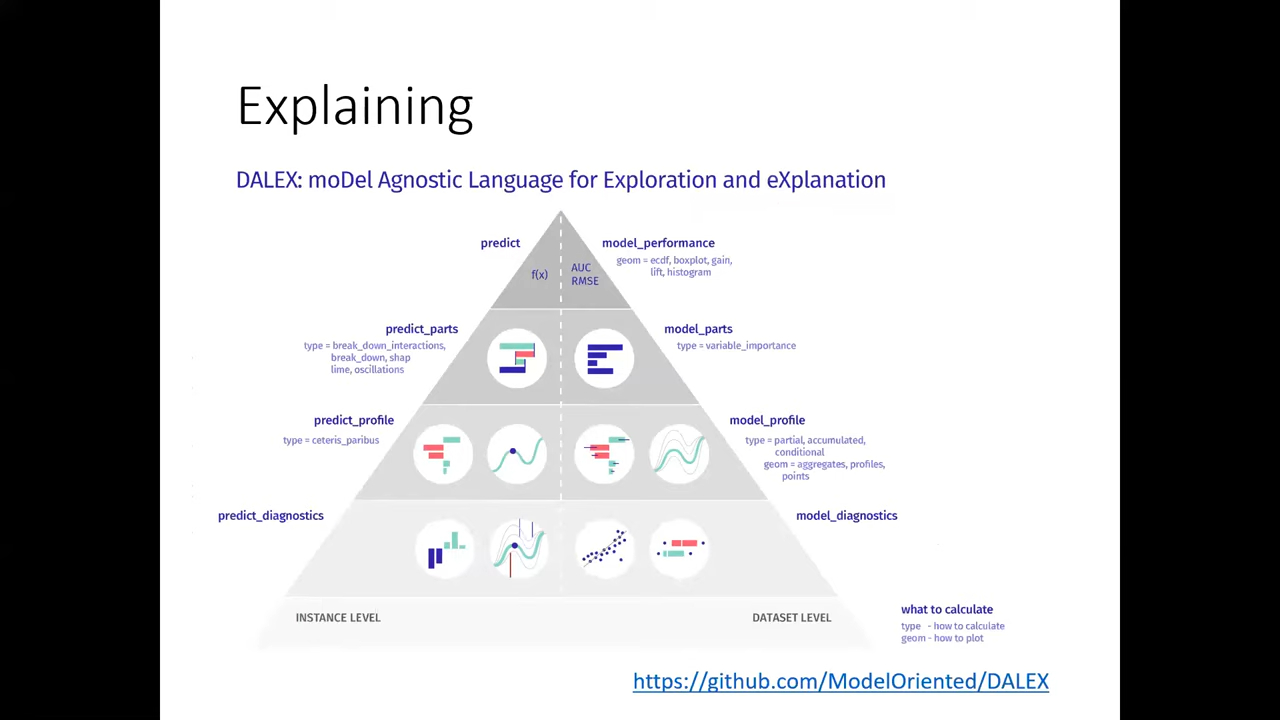 Explaining
DALEX: moDel Agnostic Language for Exploration and eXplanation
predict
model_performance
geom = ecdf, boxplot, gain,
lift, histogram
f(x)
AUC
RMSE
predict_parts
type = break_down_interactions,
break_down, shap
lime, oscillations
model_parts
type = variable_importance
predict_profile
type = ceteris_paribus
model_profile
type = partial, accumulated,
conditional
geom = aggregates, profiles,
points
predict_diagnostics
model_diagnostics
INSTANCE LEVEL
DATASET LEVEL
what to calculate
type - how to calculate
geom - how to plot
https://github.com/ModelOriented/DALEX